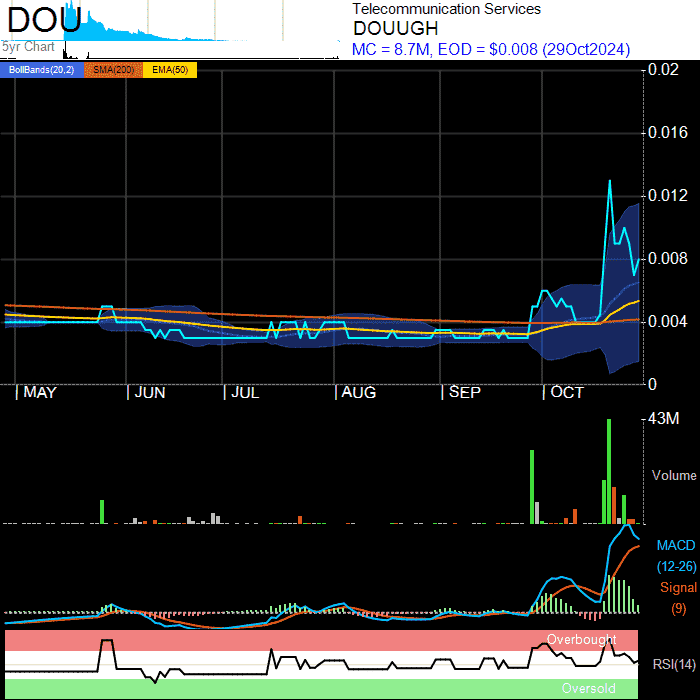 DOU
5yr Chart
Telecommunication Services
DOUUGH
MC = 8.7M, EOD = $0.008 (29Oct2024)
BollBands(20,2) SMA(200) EMA(50)
0.02
0.016
0.012
0.008
0.004
0
MAY JUN JUL AUG SEP OCT
43M
Volume
MACD
(12-26)
Signal
(9)
Overbought
RSI(14)
Oversold